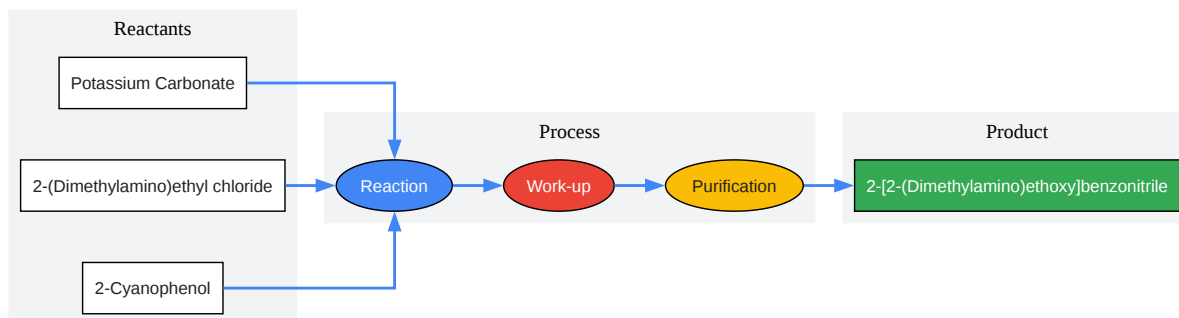 Reactants
Potassium Carbonate
2-(Dimethylamino)ethyl chloride
2-Cyanophenol
Process
Reaction
Work-up
Purification
Product
2-[2-(Dimethylamino)ethoxy]benzonitrile